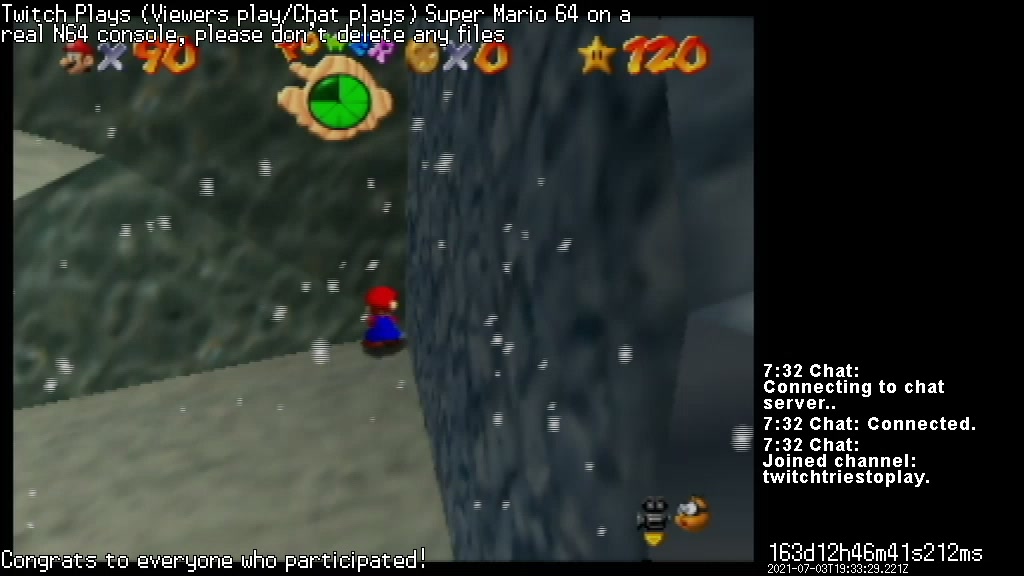 Twitch Plays (Viewers play/Chat plays) Super Mario 64 on a
real N64 console, please don't delete any files
×90
POWER
×0
120
7:32 Chat:
Connecting to chat
server..
7:32 Chat: Connected.
7:32 Chat:
Joined channel:
twitchtriestoplay.
Congrats to everyone who participated!
163d12h46m41s212ms
2021-07-03T19:33:29.221Z